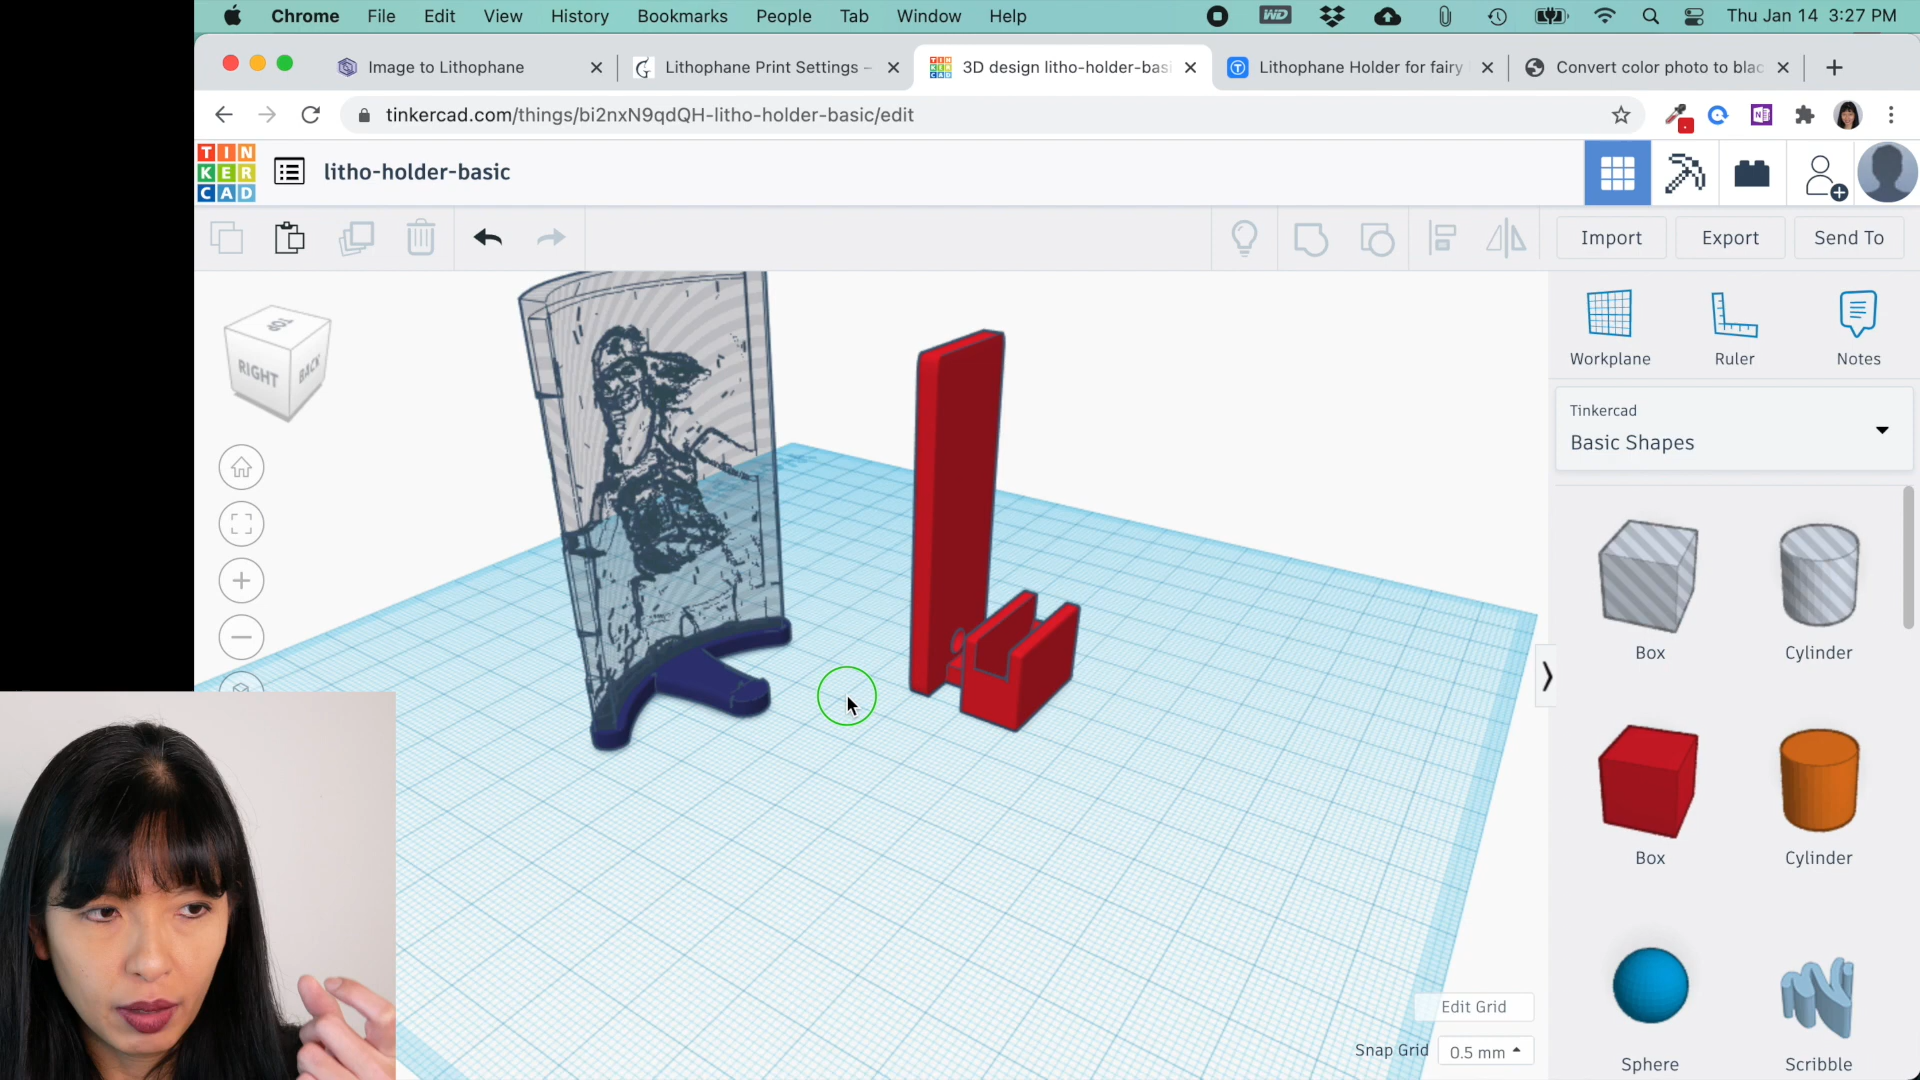 Chrome File Edit View History Bookmarks People Tab Window Help WD Thu Jan 14 3:27 PM
Image to Lithophane Lithophane Print Settings – 3D design litho-holder-basi Lithophane Holder for fairy Convert color photo to blac
tinkercad.com/things/bi2nxN9qdQH-litho-holder-basic/edit
TIN
KER
CAD
litho-holder-basic
Import Export Send To
TOP
RIGHT BACK
Workplane Ruler Notes
Tinkercad
Basic Shapes
Box Cylinder
Box Cylinder
Edit Grid
Snap Grid 0.5 mm
Sphere Scribble